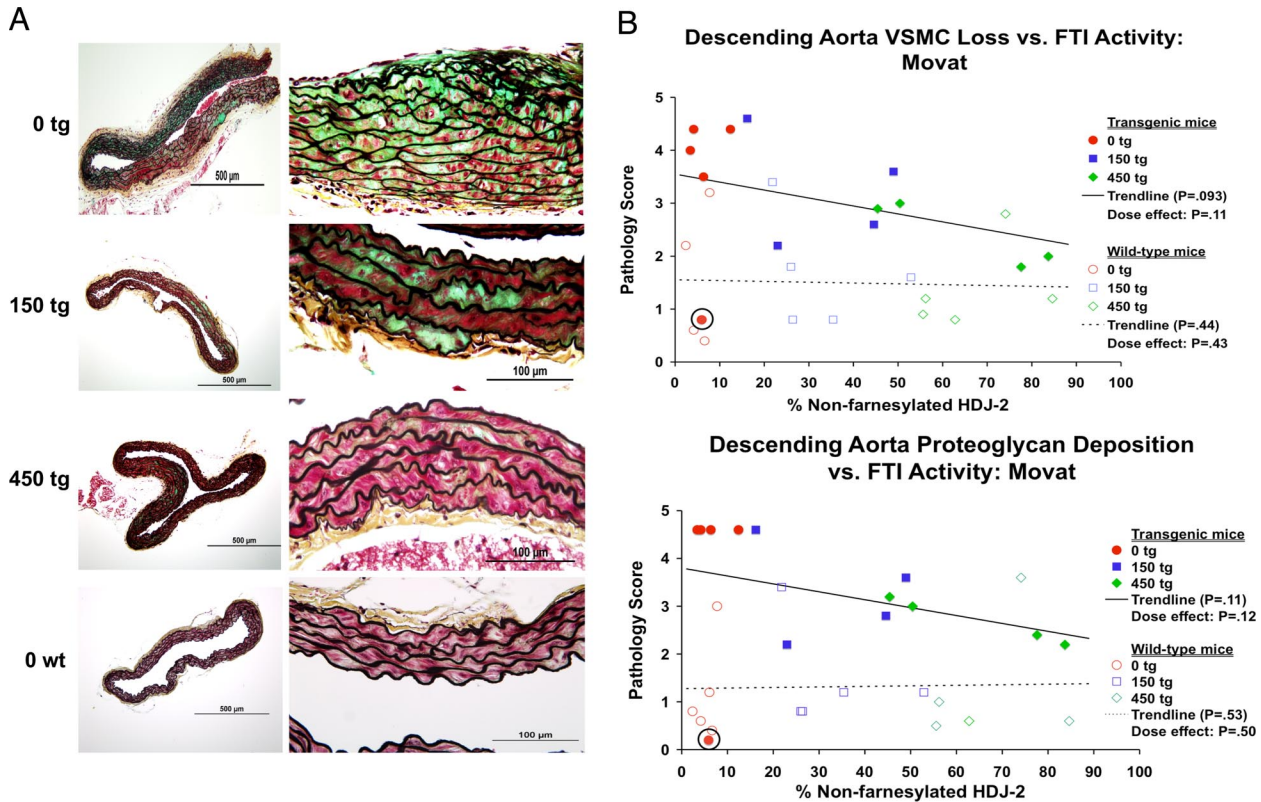 A
0 tg
500 µm
150 tg
500 µm
100 µm
450 tg
500 µm
100 µm
0 wt
500 µm
100 µm
B
Descending Aorta VSMC Loss vs. FTI Activity:
Movat
Pathology Score
5
4
3
2
1
0
0 10 20 30 40 50 60 70 80 90 100
% Non-farnesylated HDJ-2
Transgenic mice
0 tg
150 tg
450 tg
Trendline (P=.093)
Dose effect: P=.11
Wild-type mice
0 tg
150 tg
450 tg
Trendline (P=.44)
Dose effect: P=.43
Descending Aorta Proteoglycan Deposition
vs. FTI Activity: Movat
Pathology Score
5
4
3
2
1
0
0 10 20 30 40 50 60 70 80 90 100
% Non-farnesylated HDJ-2
Transgenic mice
0 tg
150 tg
450 tg
Trendline (P=.11)
Dose effect: P=.12
Wild-type mice
0 tg
150 tg
450 tg
Trendline (P=.53)
Dose effect: P=.50